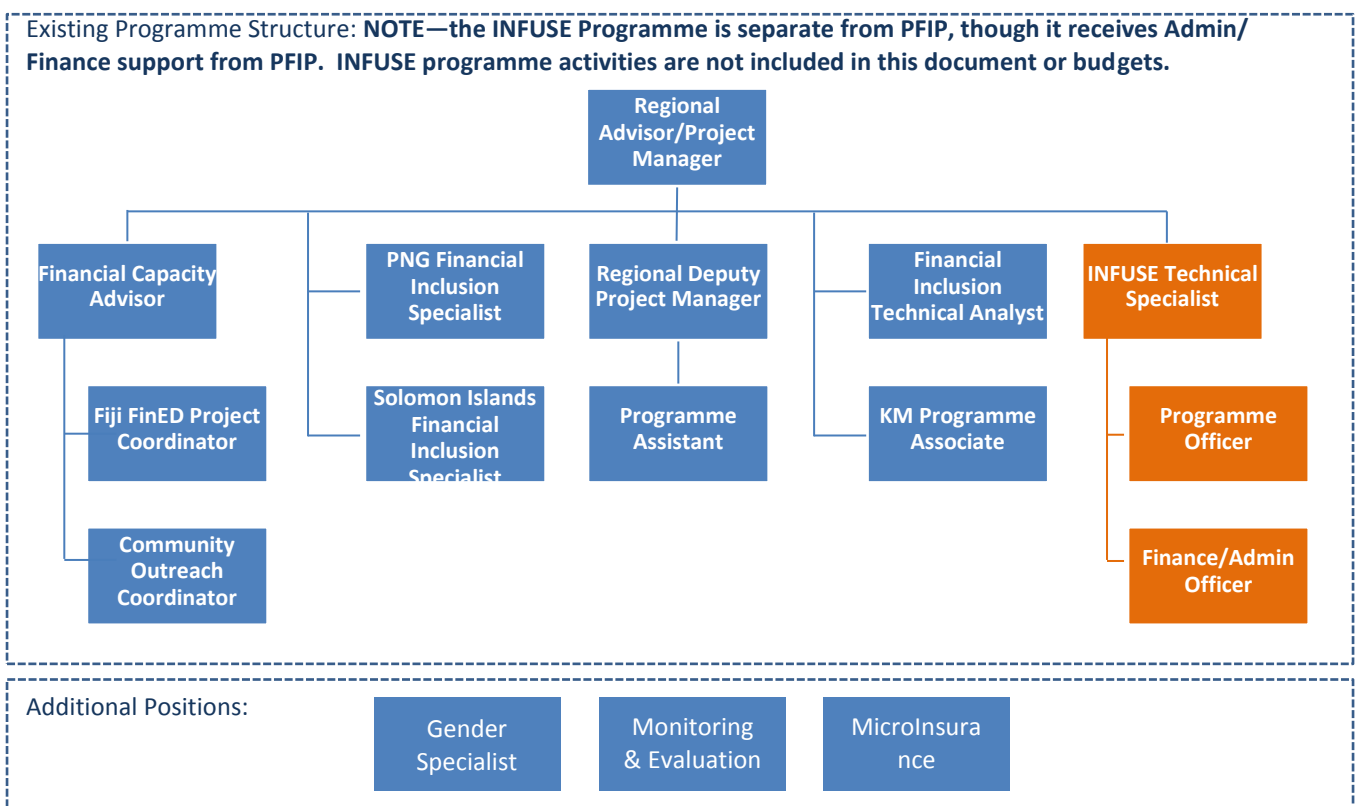 Existing Programme Structure: NOTE—the INFUSE Programme is separate from PFIP, though it receives Admin/
Finance support from PFIP.  INFUSE programme activities are not included in this document or budgets.
Regional
Advisor/Project
Manager
Financial Capacity
Advisor
PNG Financial
Inclusion
Specialist
Regional Deputy
Project Manager
Financial
Inclusion
Technical Analyst
INFUSE Technical
Specialist
Fiji FinED Project
Coordinator
Solomon Islands
Financial
Inclusion
Specialist
Programme
Assistant
KM Programme
Associate
Programme
Officer
Community
Outreach
Coordinator
Finance/Admin
Officer
Additional Positions:
Gender
Specialist
Monitoring
& Evaluation
MicroInsura
nce